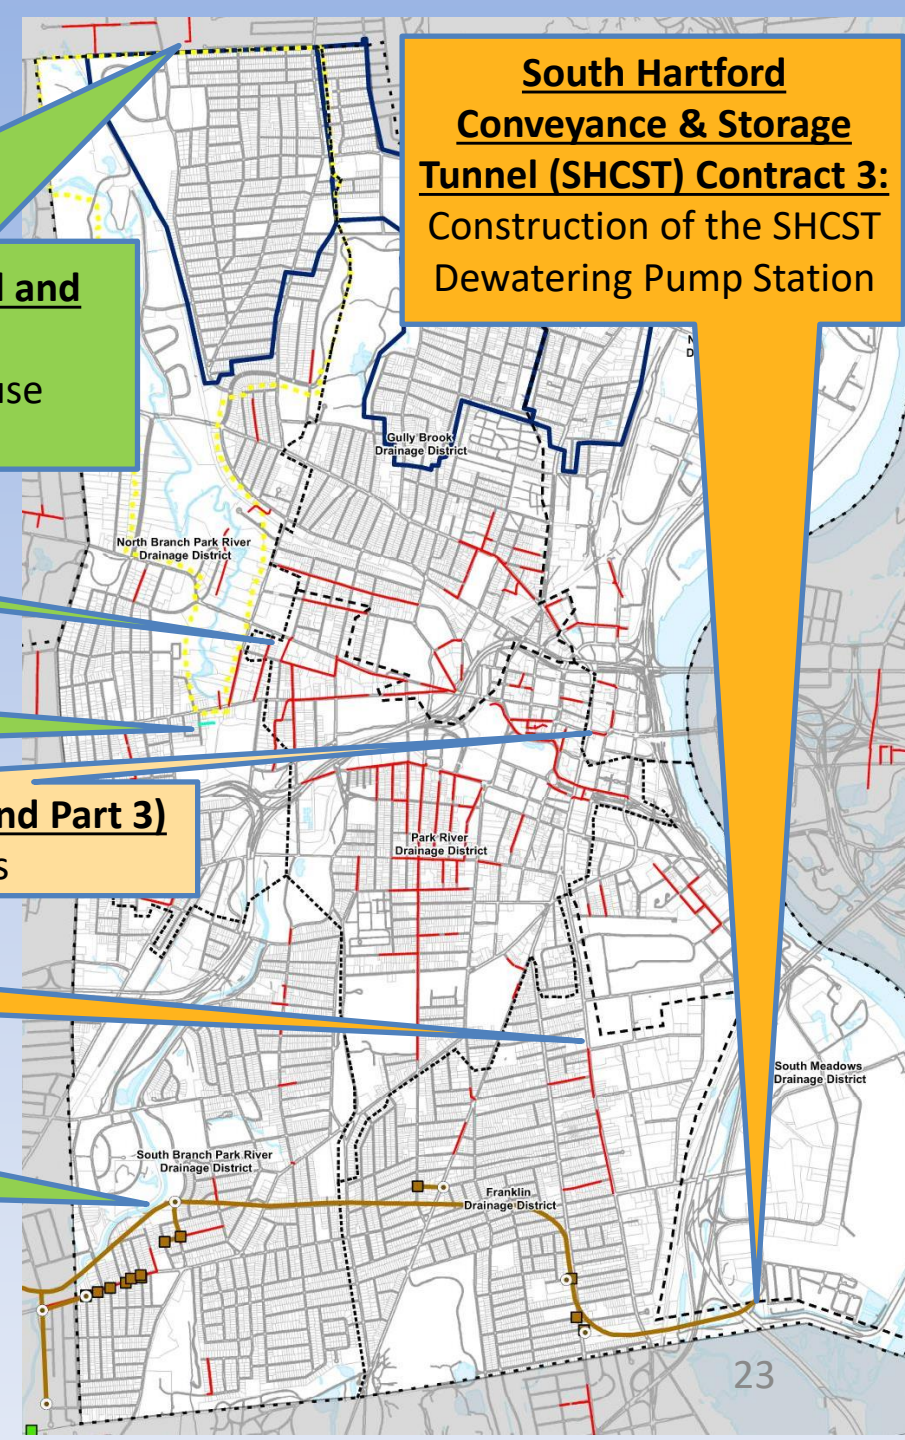 South Hartford
Conveyance & Storage
Tunnel (SHCST) Contract 3:
Construction of the SHCST
Dewatering Pump Station
and
use
Gully Brook
Drainage District
North Branch Park River
Drainage District
nd Part 3)
s
Park River
Drainage District
South Meadows
Drainage District
South Branch Park River
Drainage District
Franklin
Drainage District
N
D
23